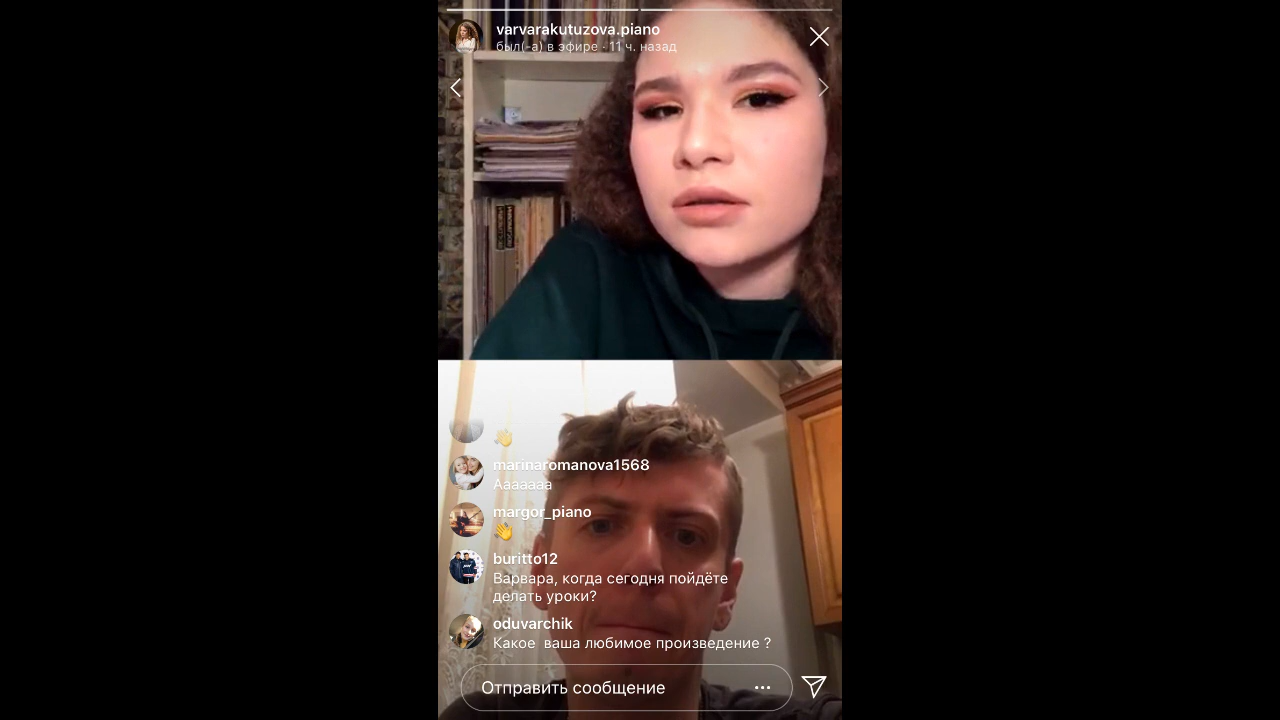 varvarakutuzova.piano
был(-а) в эфире · 11 ч. назад
marinaromanova1568
Ааааааа
margor_piano
buritto12
Варвара, когда сегодня пойдёте
делать уроки?
oduvarchik
Какое ваша любимое произведение ?
Отправить сообщение